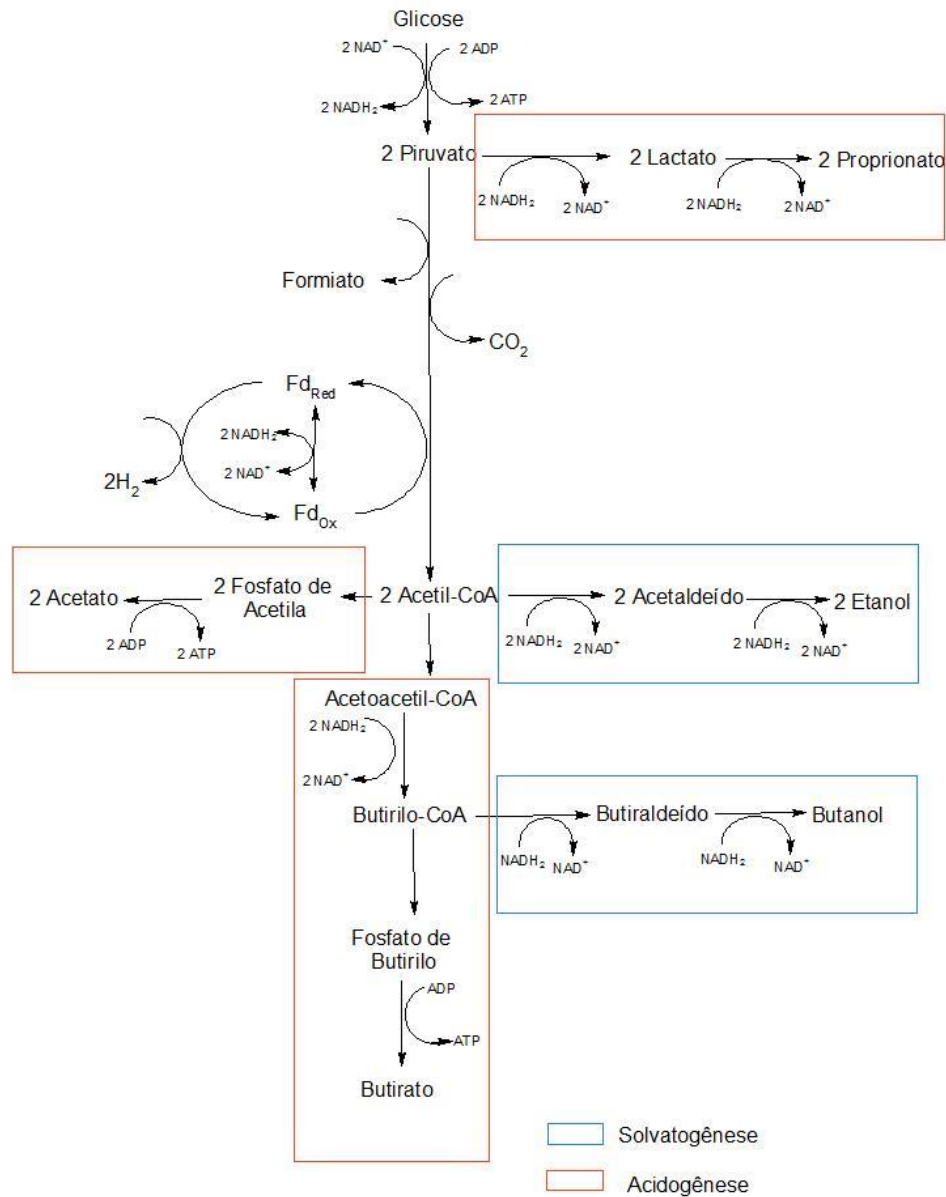 Glicose
2 NAD⁺
2 ADP
2 NADH₂
2 ATP
2 Piruvato
2 Lactato
2 Proprionato
2 NADH₂
2 NAD⁺
2 NADH₂
2 NAD⁺
Formiato
CO₂
Fd_Red
2 NADH₂
2 NAD⁺
2H₂
Fd_Ox
2 Acetato
2 Fosfato de
Acetila
2 ADP
2 ATP
2 Acetil-CoA
2 Acetaldeído
2 Etanol
2 NADH₂
2 NAD⁺
2 NADH₂
2 NAD⁺
Acetoacetil-CoA
2 NADH₂
2 NAD⁺
Butirilo-CoA
Butiraldeído
Butanol
NADH₂
NAD⁺
NADH₂
NAD⁺
Fosfato de
Butirilo
ADP
ATP
Butirato
Solvatogênese
Acidogênese